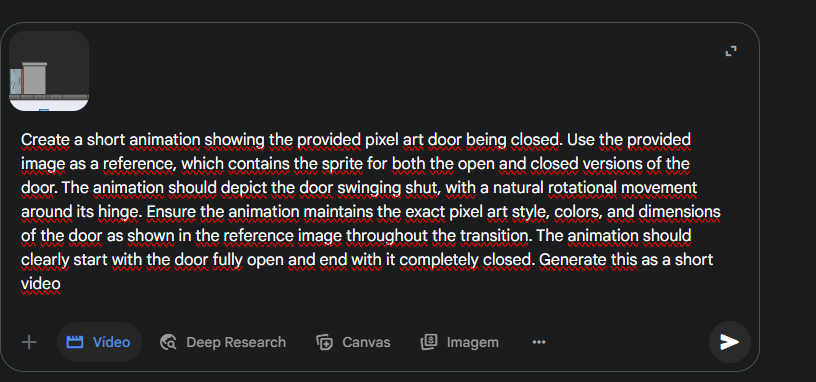 Create a short animation showing the provided pixel art door being closed. Use the provided
image as a reference, which contains the sprite for both the open and closed versions of the
door. The animation should depict the door swinging shut, with a natural rotational movement
around its hinge. Ensure the animation maintains the exact pixel art style, colors, and dimensions
of the door as shown in the reference image throughout the transition. The animation should
clearly start with the door fully open and end with it completely closed. Generate this as a short
video
Vídeo Deep Research Canvas Imagem